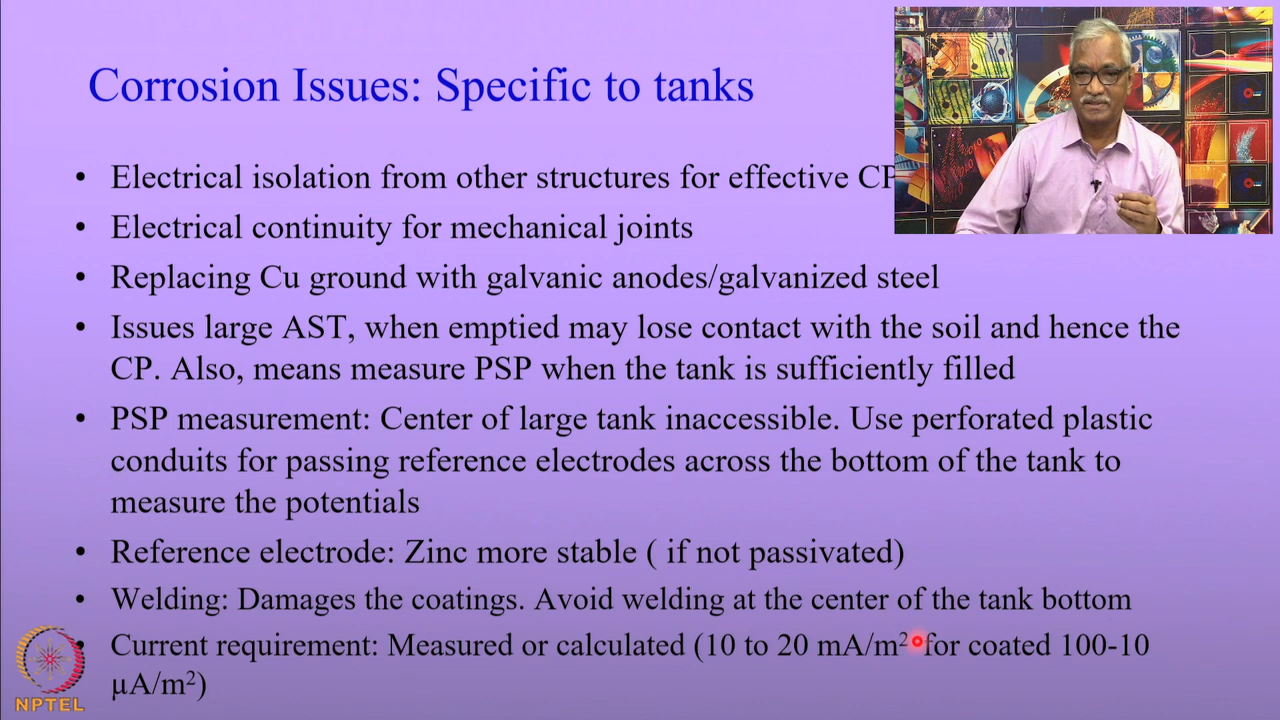 Corrosion Issues: Specific to tanks
• Electrical isolation from other structures for effective CP
• Electrical continuity for mechanical joints
• Replacing Cu ground with galvanic anodes/galvanized steel
• Issues large AST, when emptied may lose contact with the soil and hence the
CP. Also, means measure PSP when the tank is sufficiently filled
• PSP measurement: Center of large tank inaccessible. Use perforated plastic
conduits for passing reference electrodes across the bottom of the tank to
measure the potentials
• Reference electrode: Zinc more stable ( if not passivated)
• Welding: Damages the coatings. Avoid welding at the center of the tank bottom
• Current requirement: Measured or calculated (10 to 20 mA/m² for coated 100-10
µA/m²)
NPTEL